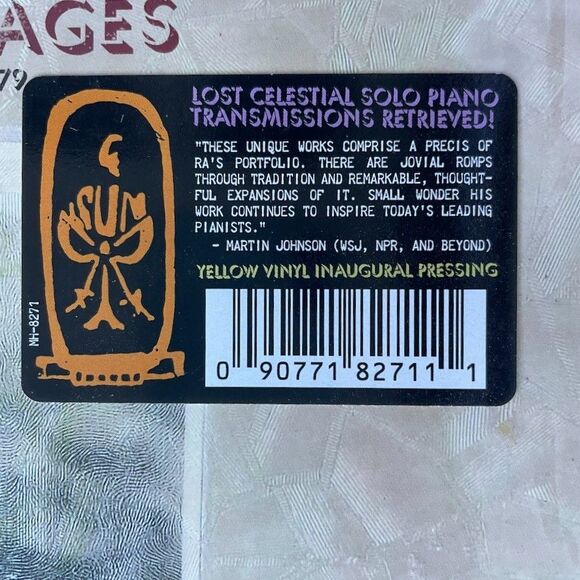 AGES
79
LOST CELESTIAL SOLO PIANO
TRANSMISSIONS RETRIEVED!
"THESE UNIQUE WORKS COMPRISE A PRECIS OF
RA'S PORTFOLIO. THERE ARE JOVIAL ROMPS
THROUGH TRADITION AND REMARKABLE, THOUGHT-
FUL EXPANSIONS OF IT. SMALL WONDER HIS
WORK CONTINUES TO INSPIRE TODAY'S LEADING
PIANISTS."
- MARTIN JOHNSON (WSJ, NPR, AND BEYOND)
YELLOW VINYL INAUGURAL PRESSING
SUN
MH-8271
0 90771 82711 1